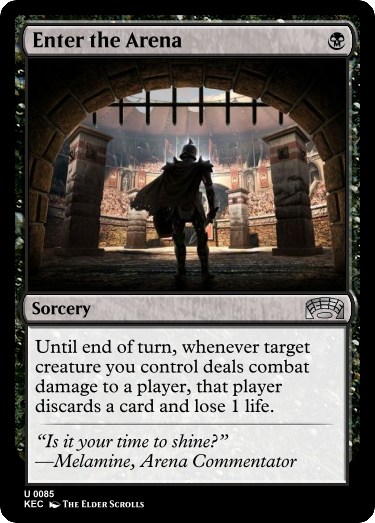 Enter the Arena
Sorcery
Until end of turn, whenever target
creature you control deals combat
damage to a player, that player
discards a card and lose 1 life.
“Is it your time to shine?”
—Melamine, Arena Commentator
U 0085
KEC THE ELDER SCROLLS